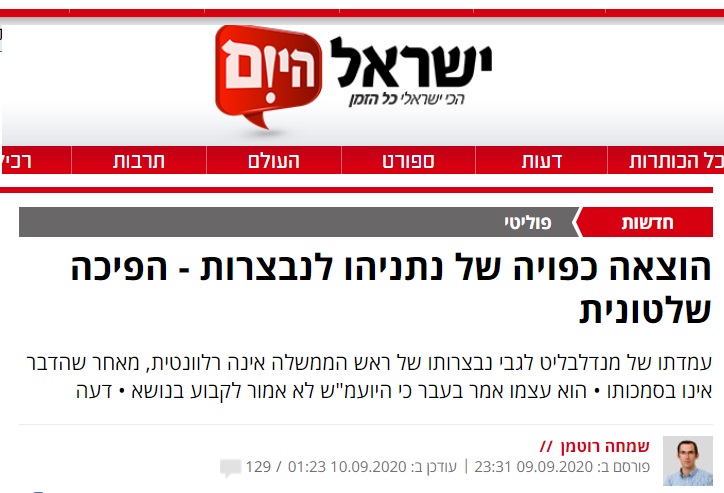 ישראל היום
הכי ישראלי כל הזמן
דעות ספורט העולם תרבות
חדשות פוליטי
הוצאה כפויה של נתניהו לנבצרות - הפיכה
שלטונית
עמדתו של מנדלבליט לגבי נבצרותו של ראש הממשלה אינה רלוונטית, מאחר שהדבר
אינו בסמכותו • הוא עצמו אמר בעבר כי היועמ"ש לא אמור לקבוע בנושא • דעה
שמחה רוטמן //
פורסם ב: 09.09.2020 23:31 | עודכן ב: 10.09.2020 01:23 / 129